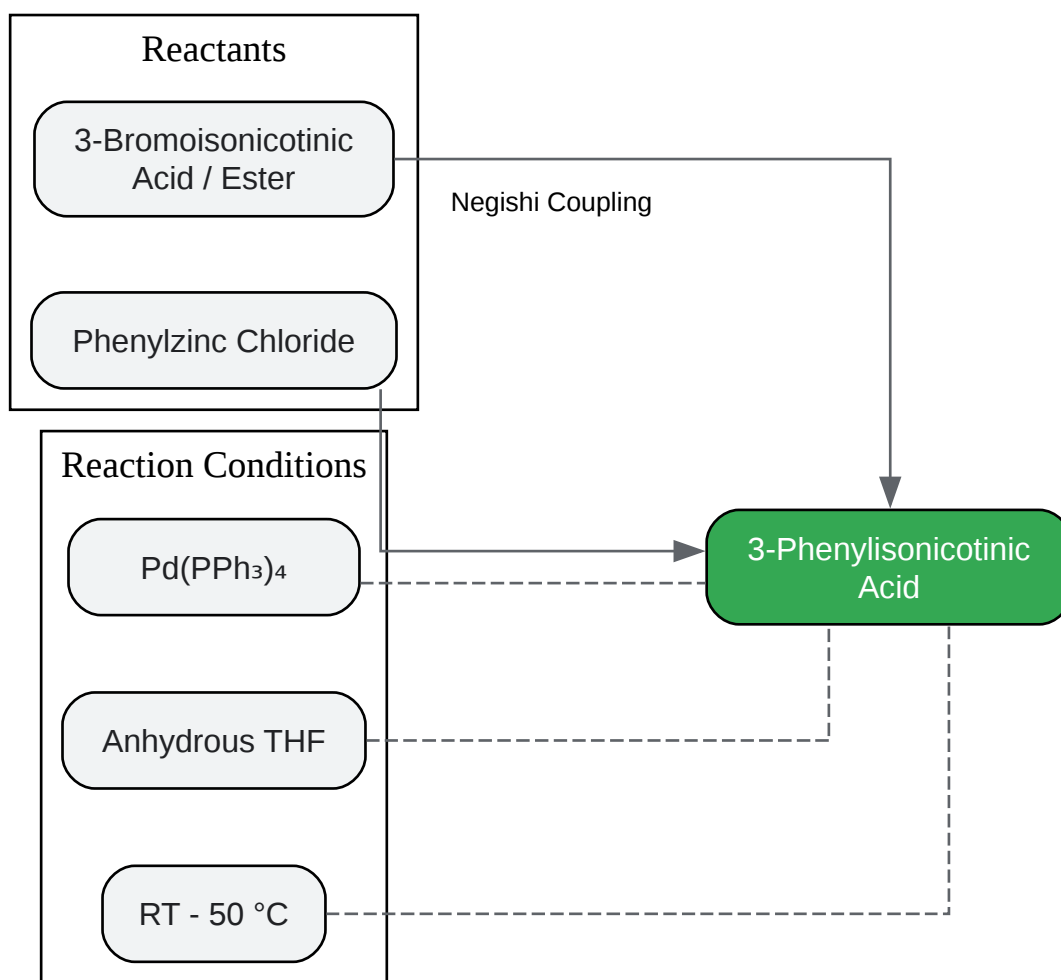 Reactants
3-Bromoisonicotinic
Acid / Ester
Negishi Coupling
Phenylzinc Chloride
Reaction Conditions
Pd(PPh₃)₄
3-Phenylisonicotinic
Acid
Anhydrous THF
RT - 50 °C